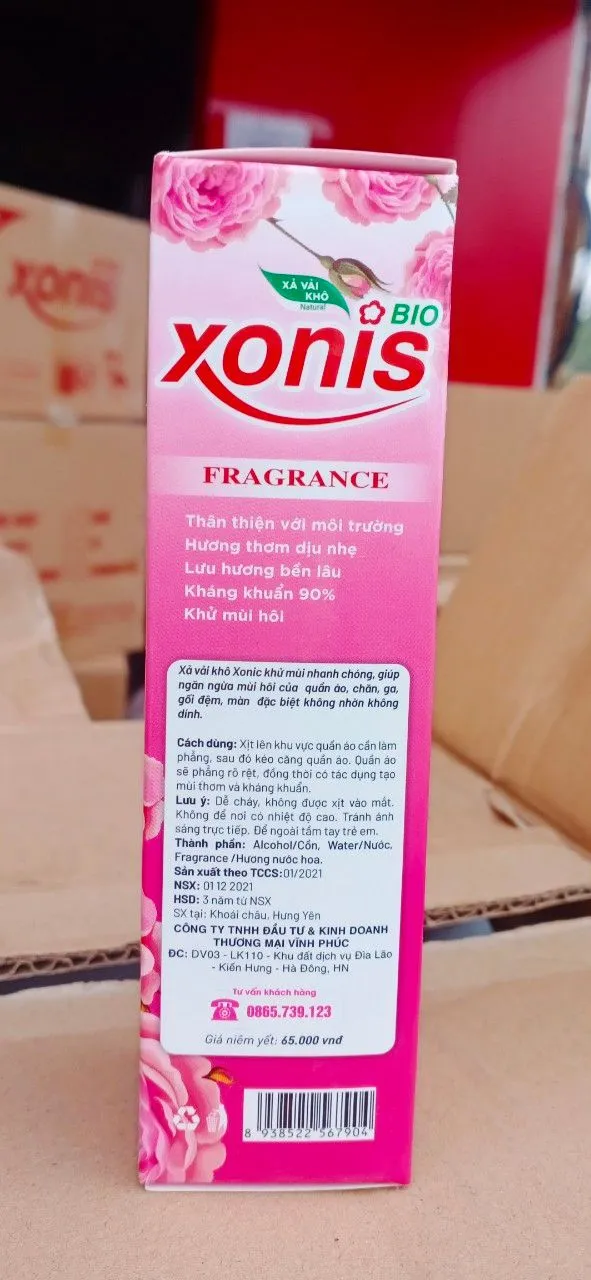 XẢ VẢI
KHÔ
Natural
BIO
xonis
FRAGRANCE
Thân thiện với môi trường
Hương thơm dịu nhẹ
Lưu hương bền lâu
Kháng khuẩn 90%
Khử mùi hôi
Xả vải khô Xonic khử mùi nhanh chóng, giúp
ngăn ngừa mùi hôi của quần áo, chăn, ga,
gối đệm, màn đặc biệt không nhờn không
dính.
Cách dùng: Xịt lên khu vực quần áo cần làm
phẳng, sau đó kéo căng quần áo. Quần áo
sẽ phẳng rõ rệt, đồng thời có tác dụng tạo
mùi thơm và kháng khuẩn.
Lưu ý: Dễ cháy, không được xịt vào mắt.
Không để nơi có nhiệt độ cao. Tránh ánh
sáng trực tiếp. Để ngoài tầm tay trẻ em.
Thành phần: Alcohol/Cồn, Water/Nước,
Fragrance /Hương nước hoa.
Sản xuất theo TCCS:01/2021
NSX: 01 12 2021
HSD: 3 năm từ NSX
SX tại: Khoái châu, Hưng Yên
CÔNG TY TNHH ĐẦU TƯ & KINH DOANH
THƯƠNG MẠI VĨNH PHÚC
ĐC: DV03 - LK110 - Khu đất dịch vụ Đìa Lão
- Kiến Hưng - Hà Đông, HN
Tư vấn khách hàng
0865.739.123
Giá niêm yết: 65.000 vnđ
8 938522 567904
xonis